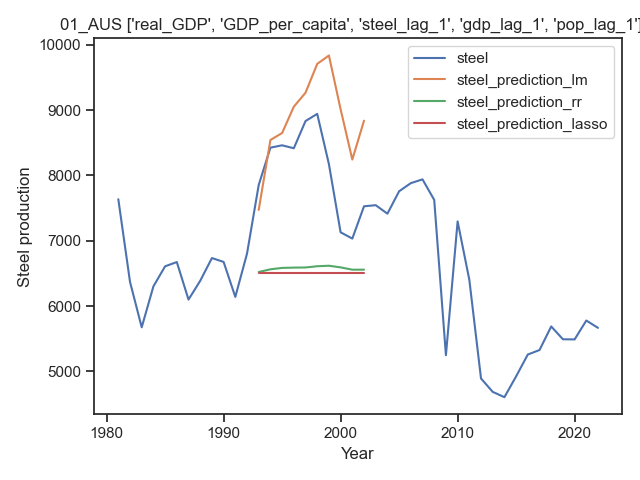 01_AUS ['real_GDP', 'GDP_per_capita', 'steel_lag_1', 'gdp_lag_1', 'pop_lag_1']
steel
steel_prediction_lm
steel_prediction_rr
steel_prediction_lasso
Steel production
10000
9000
8000
7000
6000
5000
1980
1990
2000
2010
2020
Year